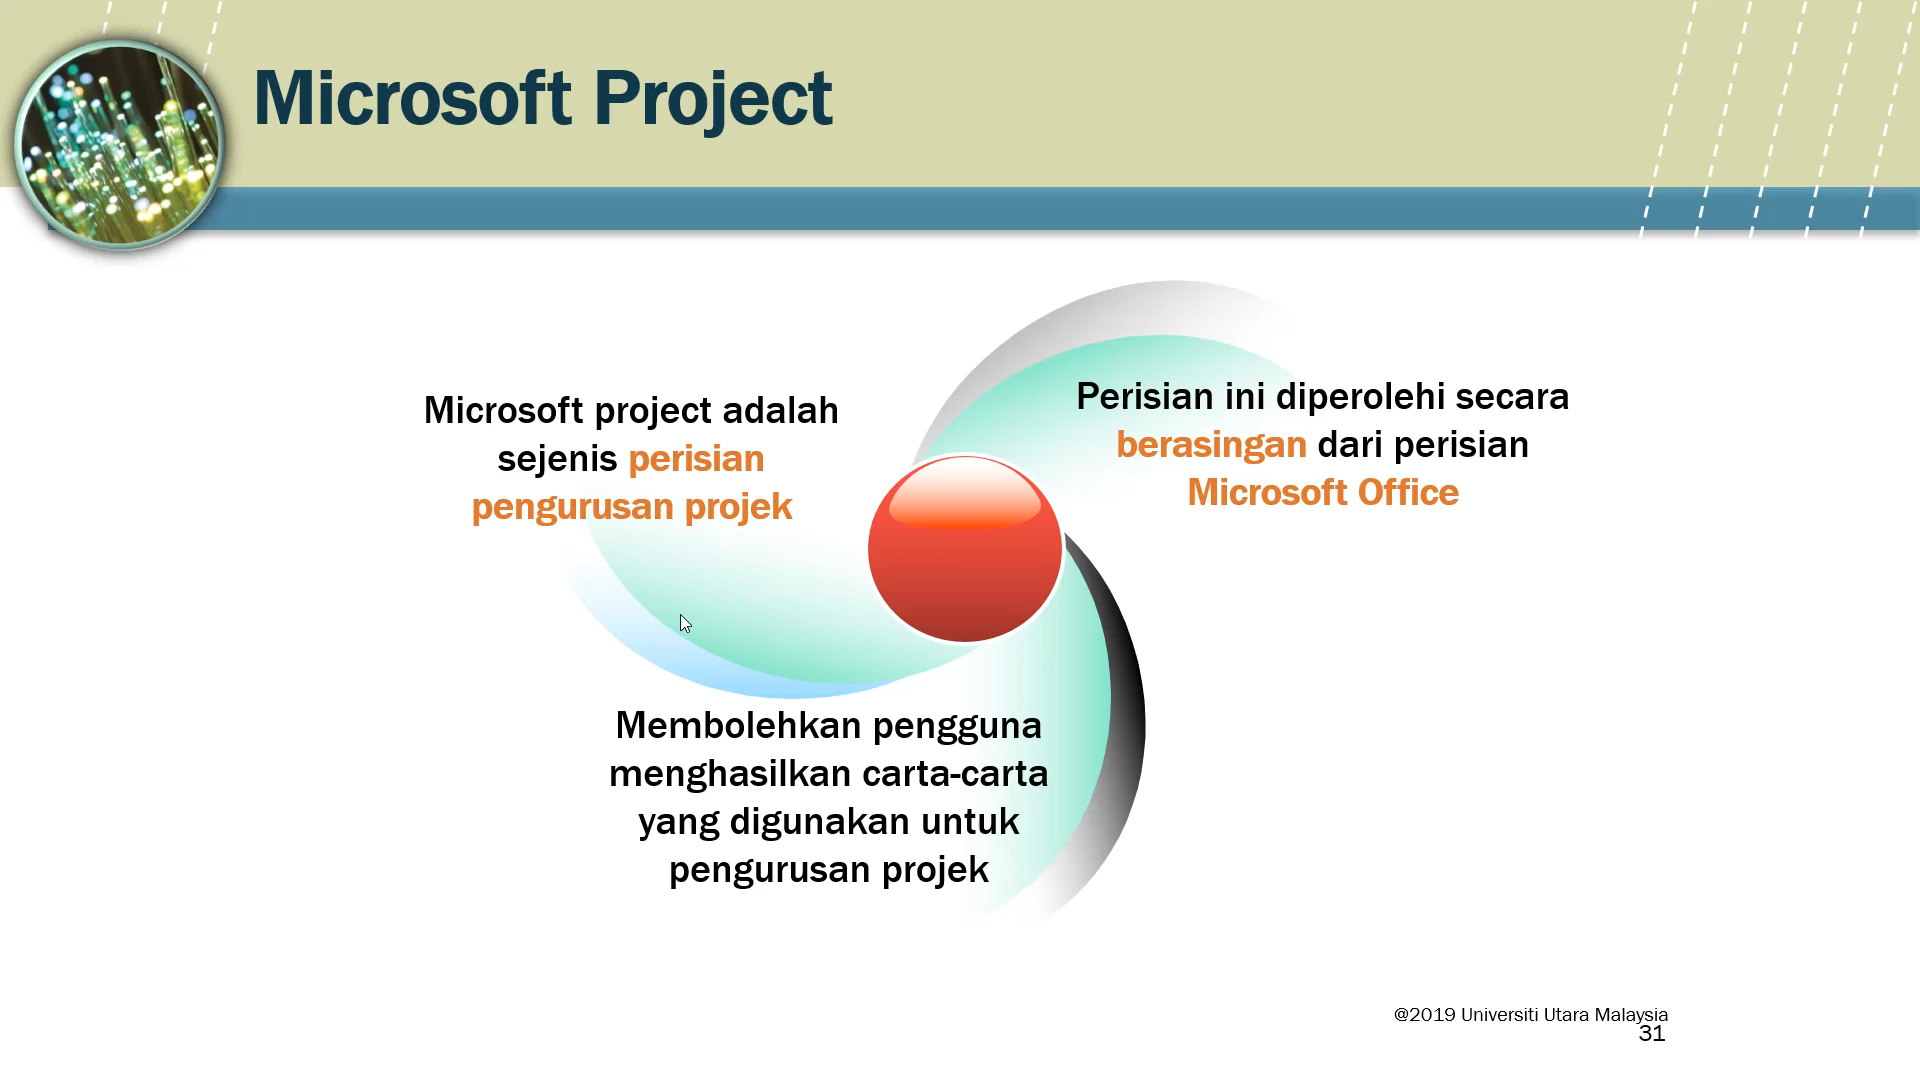 Microsoft Project
Microsoft project adalah
sejenis perisian
pengurusan projek
Perisian ini diperolehi secara
berasingan dari perisian
Microsoft Office
Membolehkan pengguna
menghasilkan carta-carta
yang digunakan untuk
pengurusan projek
@2019 Universiti Utara Malaysia
31